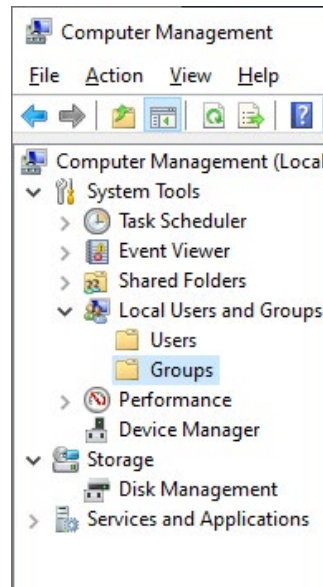 Computer Management
File Action View Help
Computer Management (Local
System Tools
Task Scheduler
Event Viewer
Shared Folders
Local Users and Groups
Users
Groups
Performance
Device Manager
Storage
Disk Management
Services and Applications